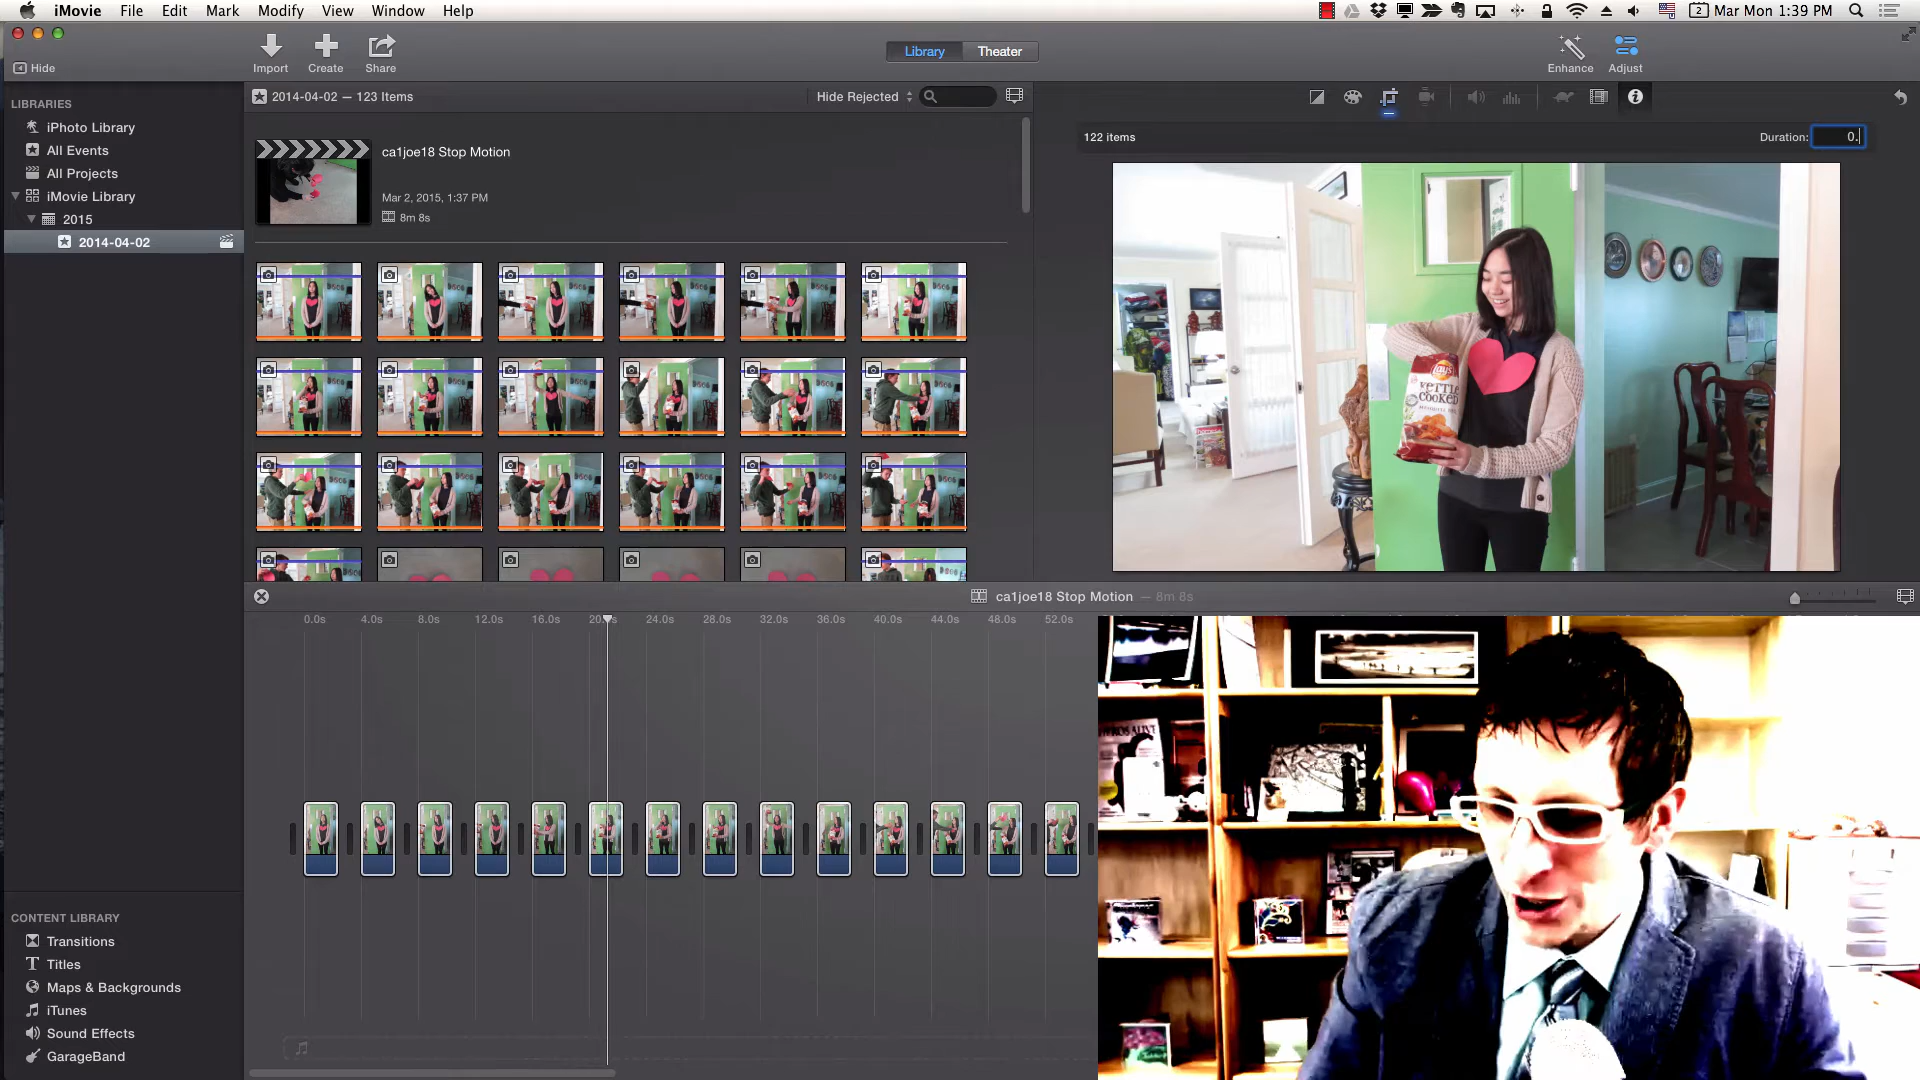 iMovie File Edit Mark Modify View Window Help
2 Mar Mon 1:39 PM
Hide
Import Create Share
Library Theater
Enhance Adjust
LIBRARIES
iPhoto Library
All Events
All Projects
iMovie Library
2015
2014-04-02
2014-04-02 — 123 Items
Hide Rejected
ca1joe18 Stop Motion
Mar 2, 2015, 1:37 PM
8m 8s
122 items
Duration: 0.
Lay's
KETTLE
COOKED
ca1joe18 Stop Motion — 8m 8s
0.0s 4.0s 8.0s 12.0s 16.0s 24.0s 28.0s 32.0s 36.0s 40.0s 44.0s 48.0s 52.0s
CONTENT LIBRARY
Transitions
Titles
Maps & Backgrounds
iTunes
Sound Effects
GarageBand